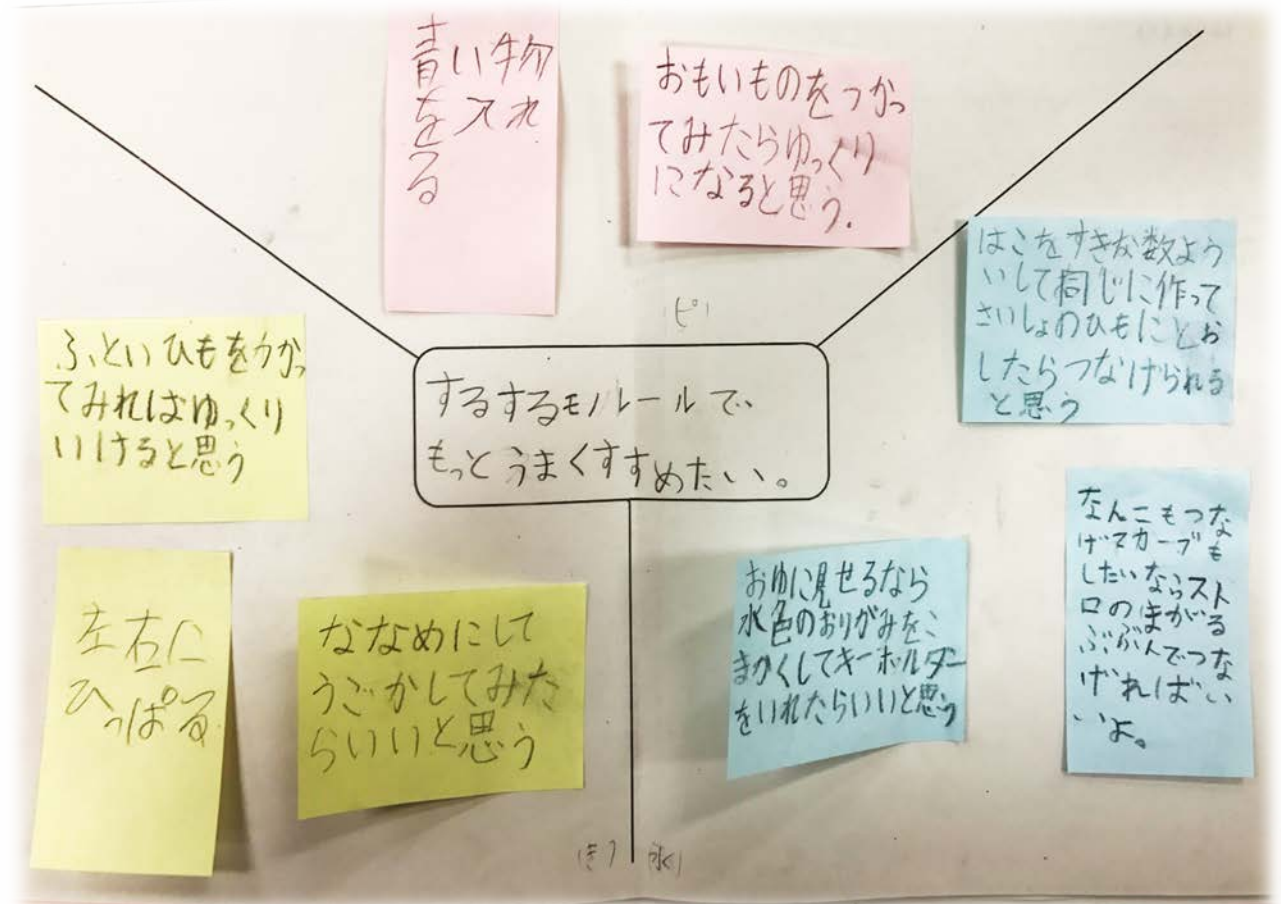 するするモノレールで、
もっとうまくすすめたい。
青い物
を入れ
る
おもいものをつかっ
てみたらゆっくり
になると思う.
(ピ)
はこをすきな数よう
いして同じに作って
さいしょのひもにとお
したらつなげられる
と思う
なんこもつな
げてカーブも
したいならスト
ロのまがる
ぶぶんでつな
げればい
いよ。
おゆに見せるなら
水色のおりがみをこ
まかくしてキーホルダー
をいれたらいいと思う
(水)
ふといひもをつかっ
てみればゆっくり
いけると思う
左右に
ひっぱる
ななめにして
うごかしてみた
らいいと思う
(き)